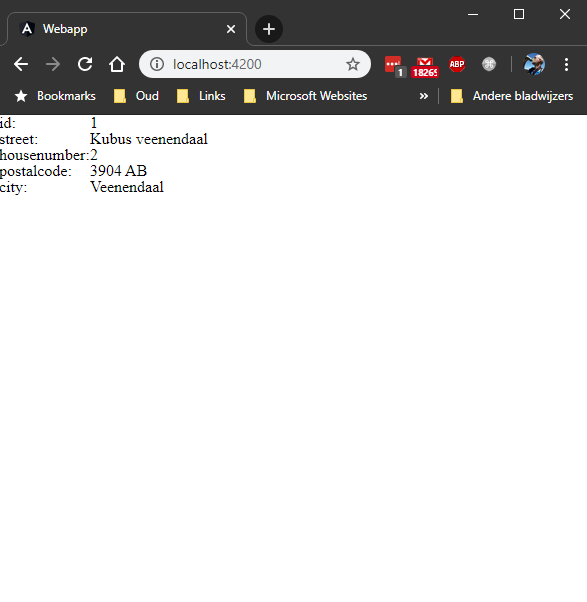 Webapp
localhost:4200
1
18265
ABP
Bookmarks Oud Links Microsoft Websites » Andere bladwijzers
id: 1
street: Kubus veenendaal
housenumber:2
postalcode: 3904 AB
city: Veenendaal